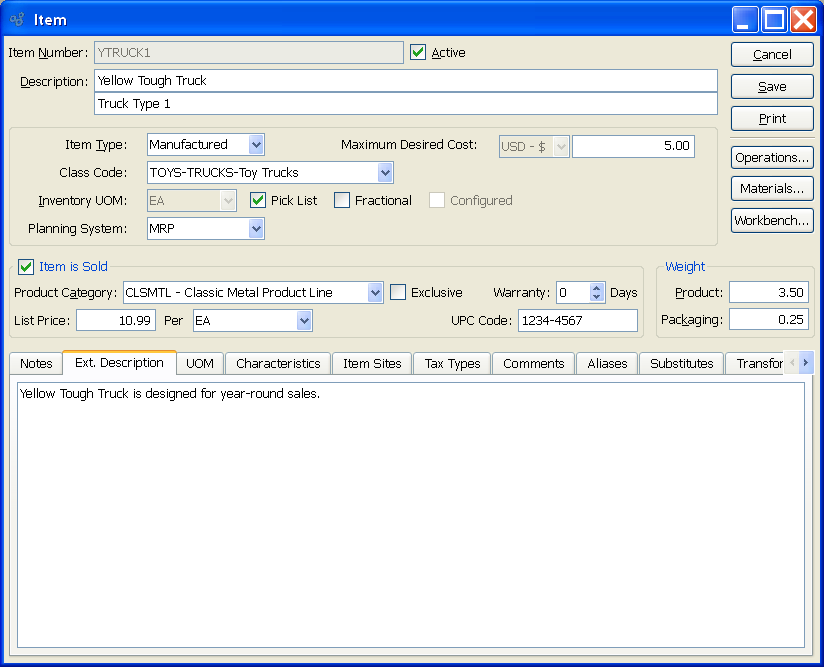 Item
Item Number: YTRUCK1 Active Cancel
Description: Yellow Tough Truck Save
Truck Type 1 Print
Item Type: Manufactured Maximum Desired Cost: USD - $ 5.00 Operations...
Class Code: TOYS-TRUCKS-Toy Trucks Materials...
Inventory UOM: EA Pick List Fractional Configured Workbench...
Planning System: MRP
Item is Sold Weight
Product Category: CLSMTL - Classic Metal Product Line Exclusive Warranty: 0 Days Product: 3.50
List Price: 10.99 Per EA UPC Code: 1234-4567 Packaging: 0.25
Notes Ext. Description UOM Characteristics Item Sites Tax Types Comments Aliases Substitutes Transfor
Yellow Tough Truck is designed for year-round sales.